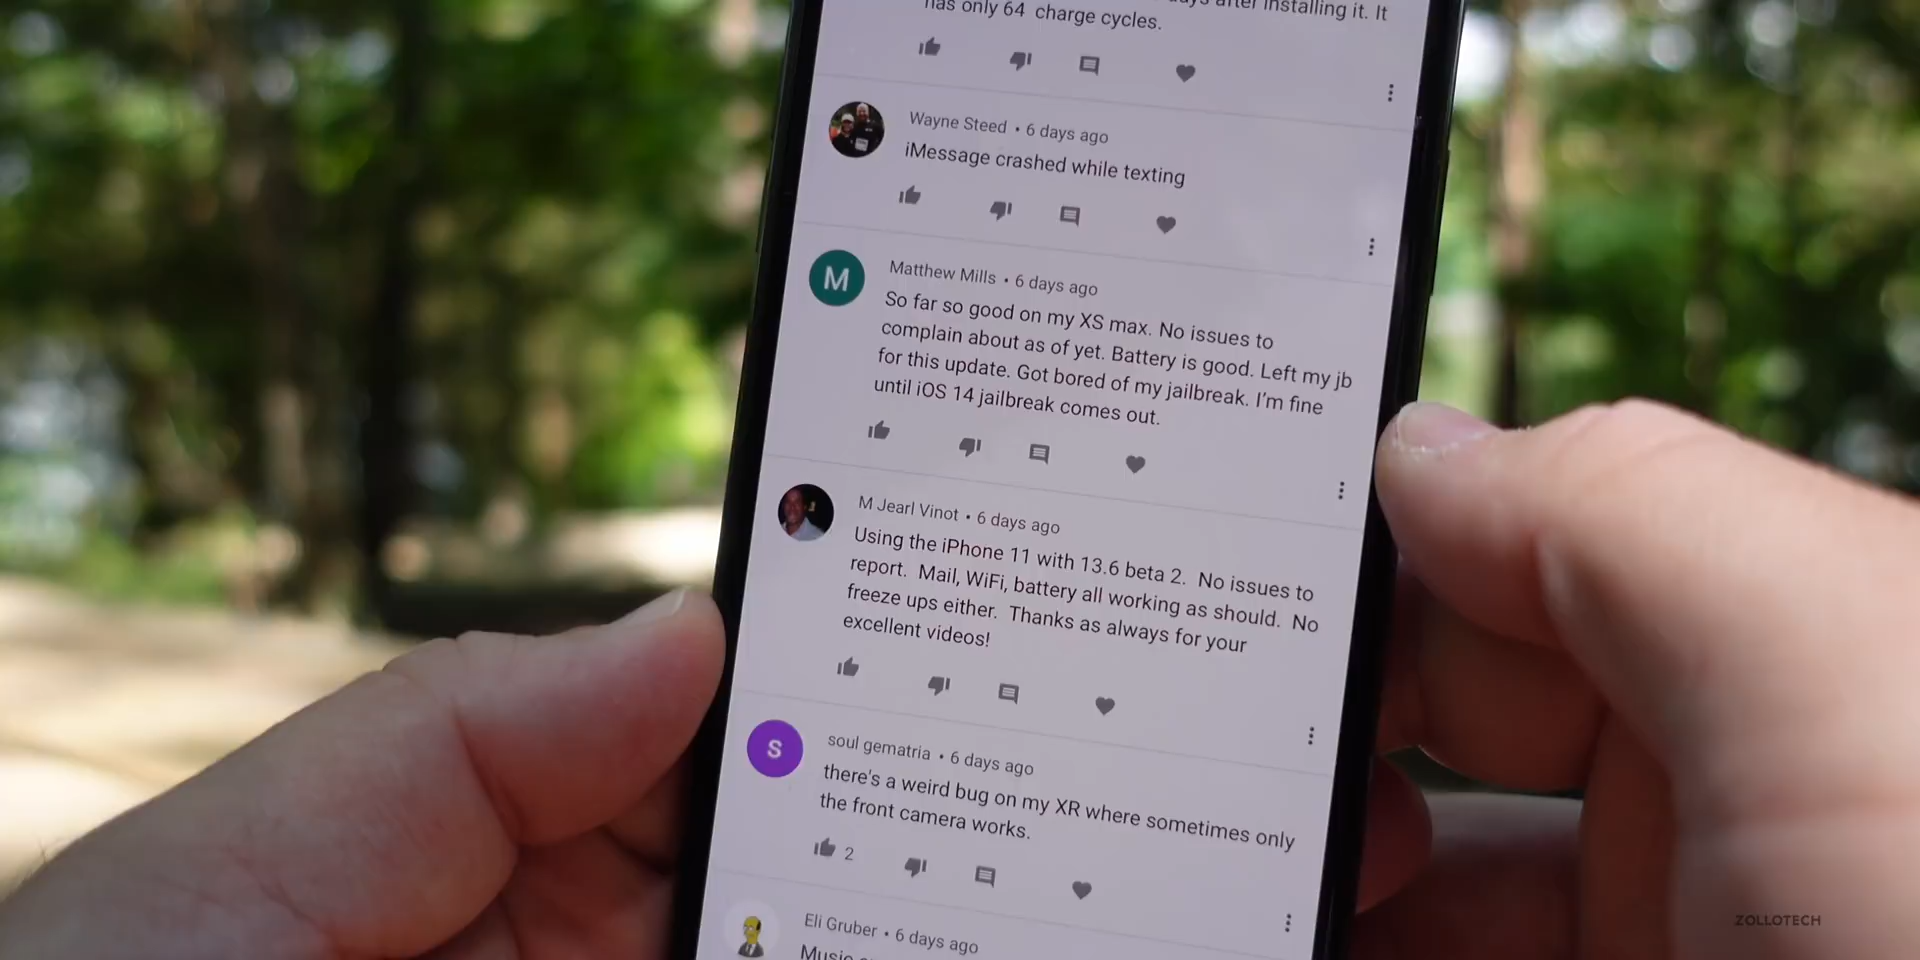 after installing it. It
has only 64 charge cycles.
Wayne Steed • 6 days ago
iMessage crashed while texting
M
Matthew Mills • 6 days ago
So far so good on my XS max. No issues to
complain about as of yet. Battery is good. Left my jb
for this update. Got bored of my jailbreak. I'm fine
until iOS 14 jailbreak comes out.
M Jearl Vinot • 6 days ago
Using the iPhone 11 with 13.6 beta 2. No issues to
report. Mail, WiFi, battery all working as should. No
freeze ups either. Thanks as always for your
excellent videos!
S
soul gematria • 6 days ago
there's a weird bug on my XR where sometimes only
the front camera works.
2
Eli Gruber • 6 days ago
Music
ZOLLOTECH